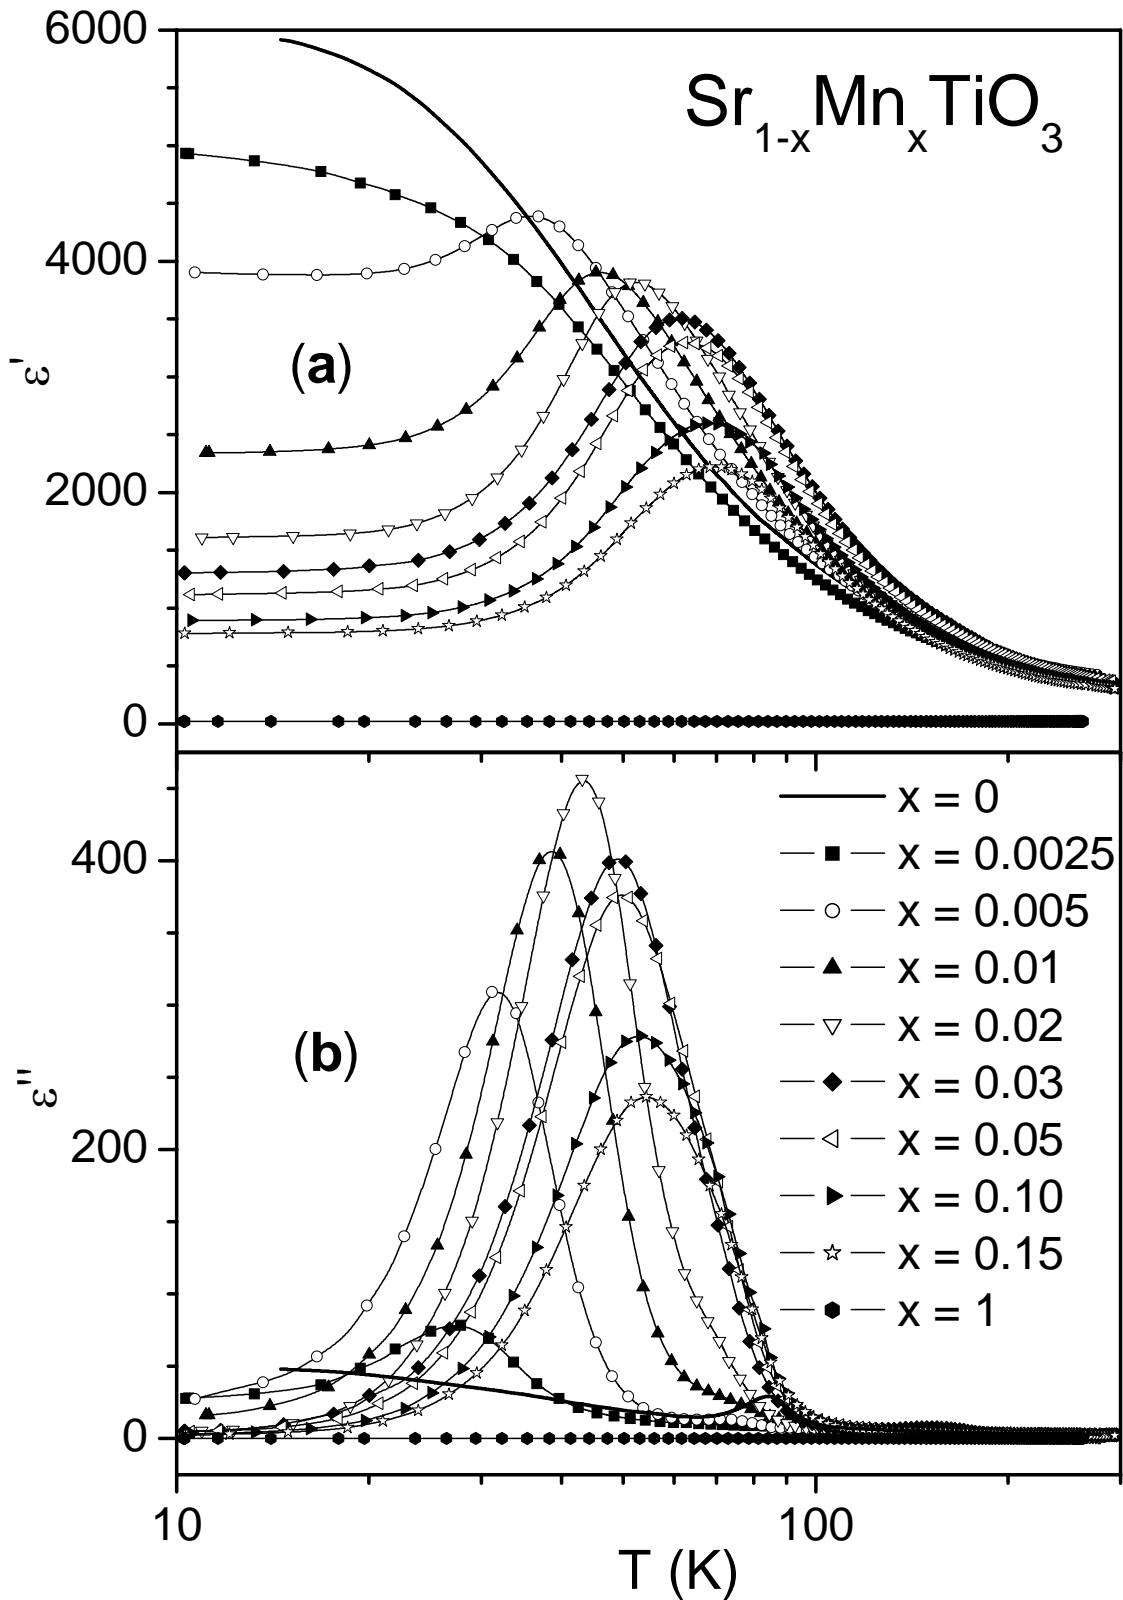 6000
4000
2000
0
ε'
Sr1-xMnxTiO3
(a)
400
200
0
ε''
(b)
x = 0
x = 0.0025
x = 0.005
x = 0.01
x = 0.02
x = 0.03
x = 0.05
x = 0.10
x = 0.15
x = 1
10
100
T (K)